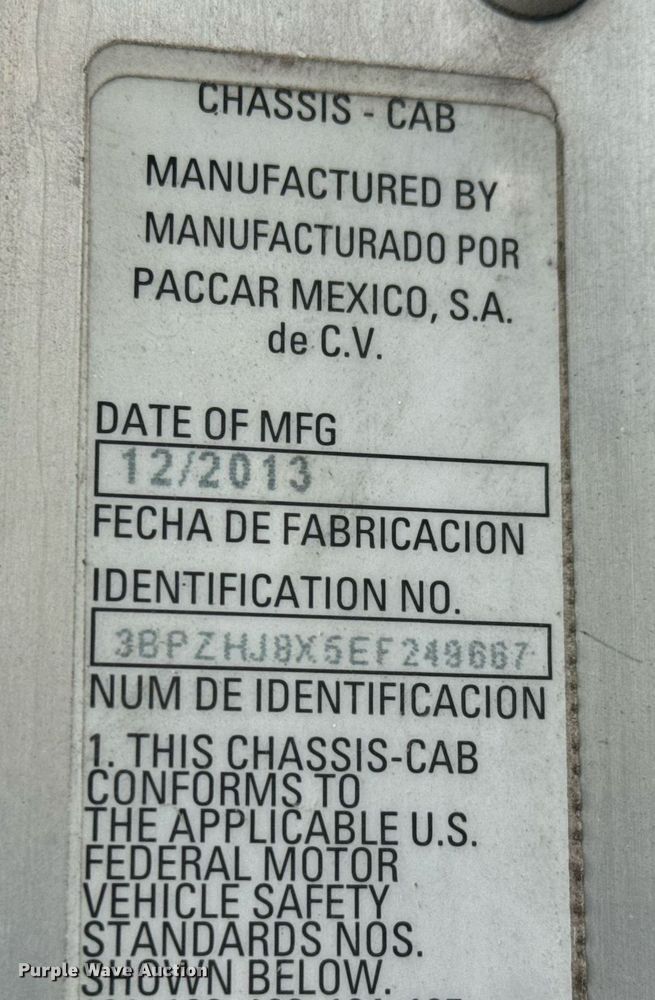 CHASSIS - CAB
MANUFACTURED BY
MANUFACTURADO POR
PACCAR MEXICO, S.A.
de C.V.
DATE OF MFG
12/2013
FECHA DE FABRICACION
IDENTIFICATION NO.
3BPZHJ8X5EF249667
NUM DE IDENTIFICACION
1. THIS CHASSIS-CAB
CONFORMS TO
THE APPLICABLE U.S.
FEDERAL MOTOR
VEHICLE SAFETY
STANDARDS NOS.
SHOWN BELOW.
Purple Wave Auction